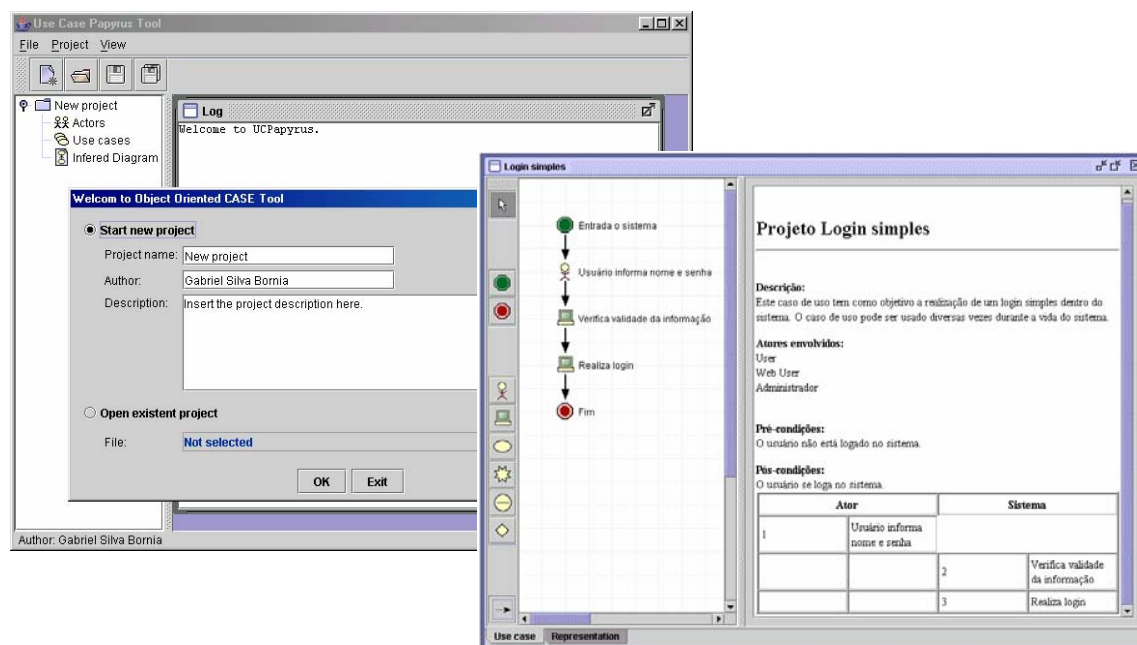 Use Case Papyrus Tool
File Project View
New project
Actors
Use cases
Infered Diagram
Log
Welcome to UCPapyrus.
Welcom to Object Oriented CASE Tool
Start new project
Project name: New project
Author: Gabriel Silva Bornia
Description: Insert the project description here.
Open existent project
File: Not selected
OK Exit
Author: Gabriel Silva Bornia
Login simples
Entrada o sistema
Usuário informa nome e senha
Verifica validade da informação
Realiza login
Fim
Use case Representation
Projeto Login simples
Descrição:
Este caso de uso tem como objetivo a realização de um login simples dentro do
sistema. O caso de uso pode ser usado diversas vezes durante a vida do sistema.
Atores envolvidos:
User
Web User
Administrador
Pré-condições:
O usuário não está logado no sistema.
Pós-condições:
O usuário se loga no sistema.
Ator Sistema
1 Usuário informa
nome e senha
2 Verifica validade
da informação
3 Realiza login